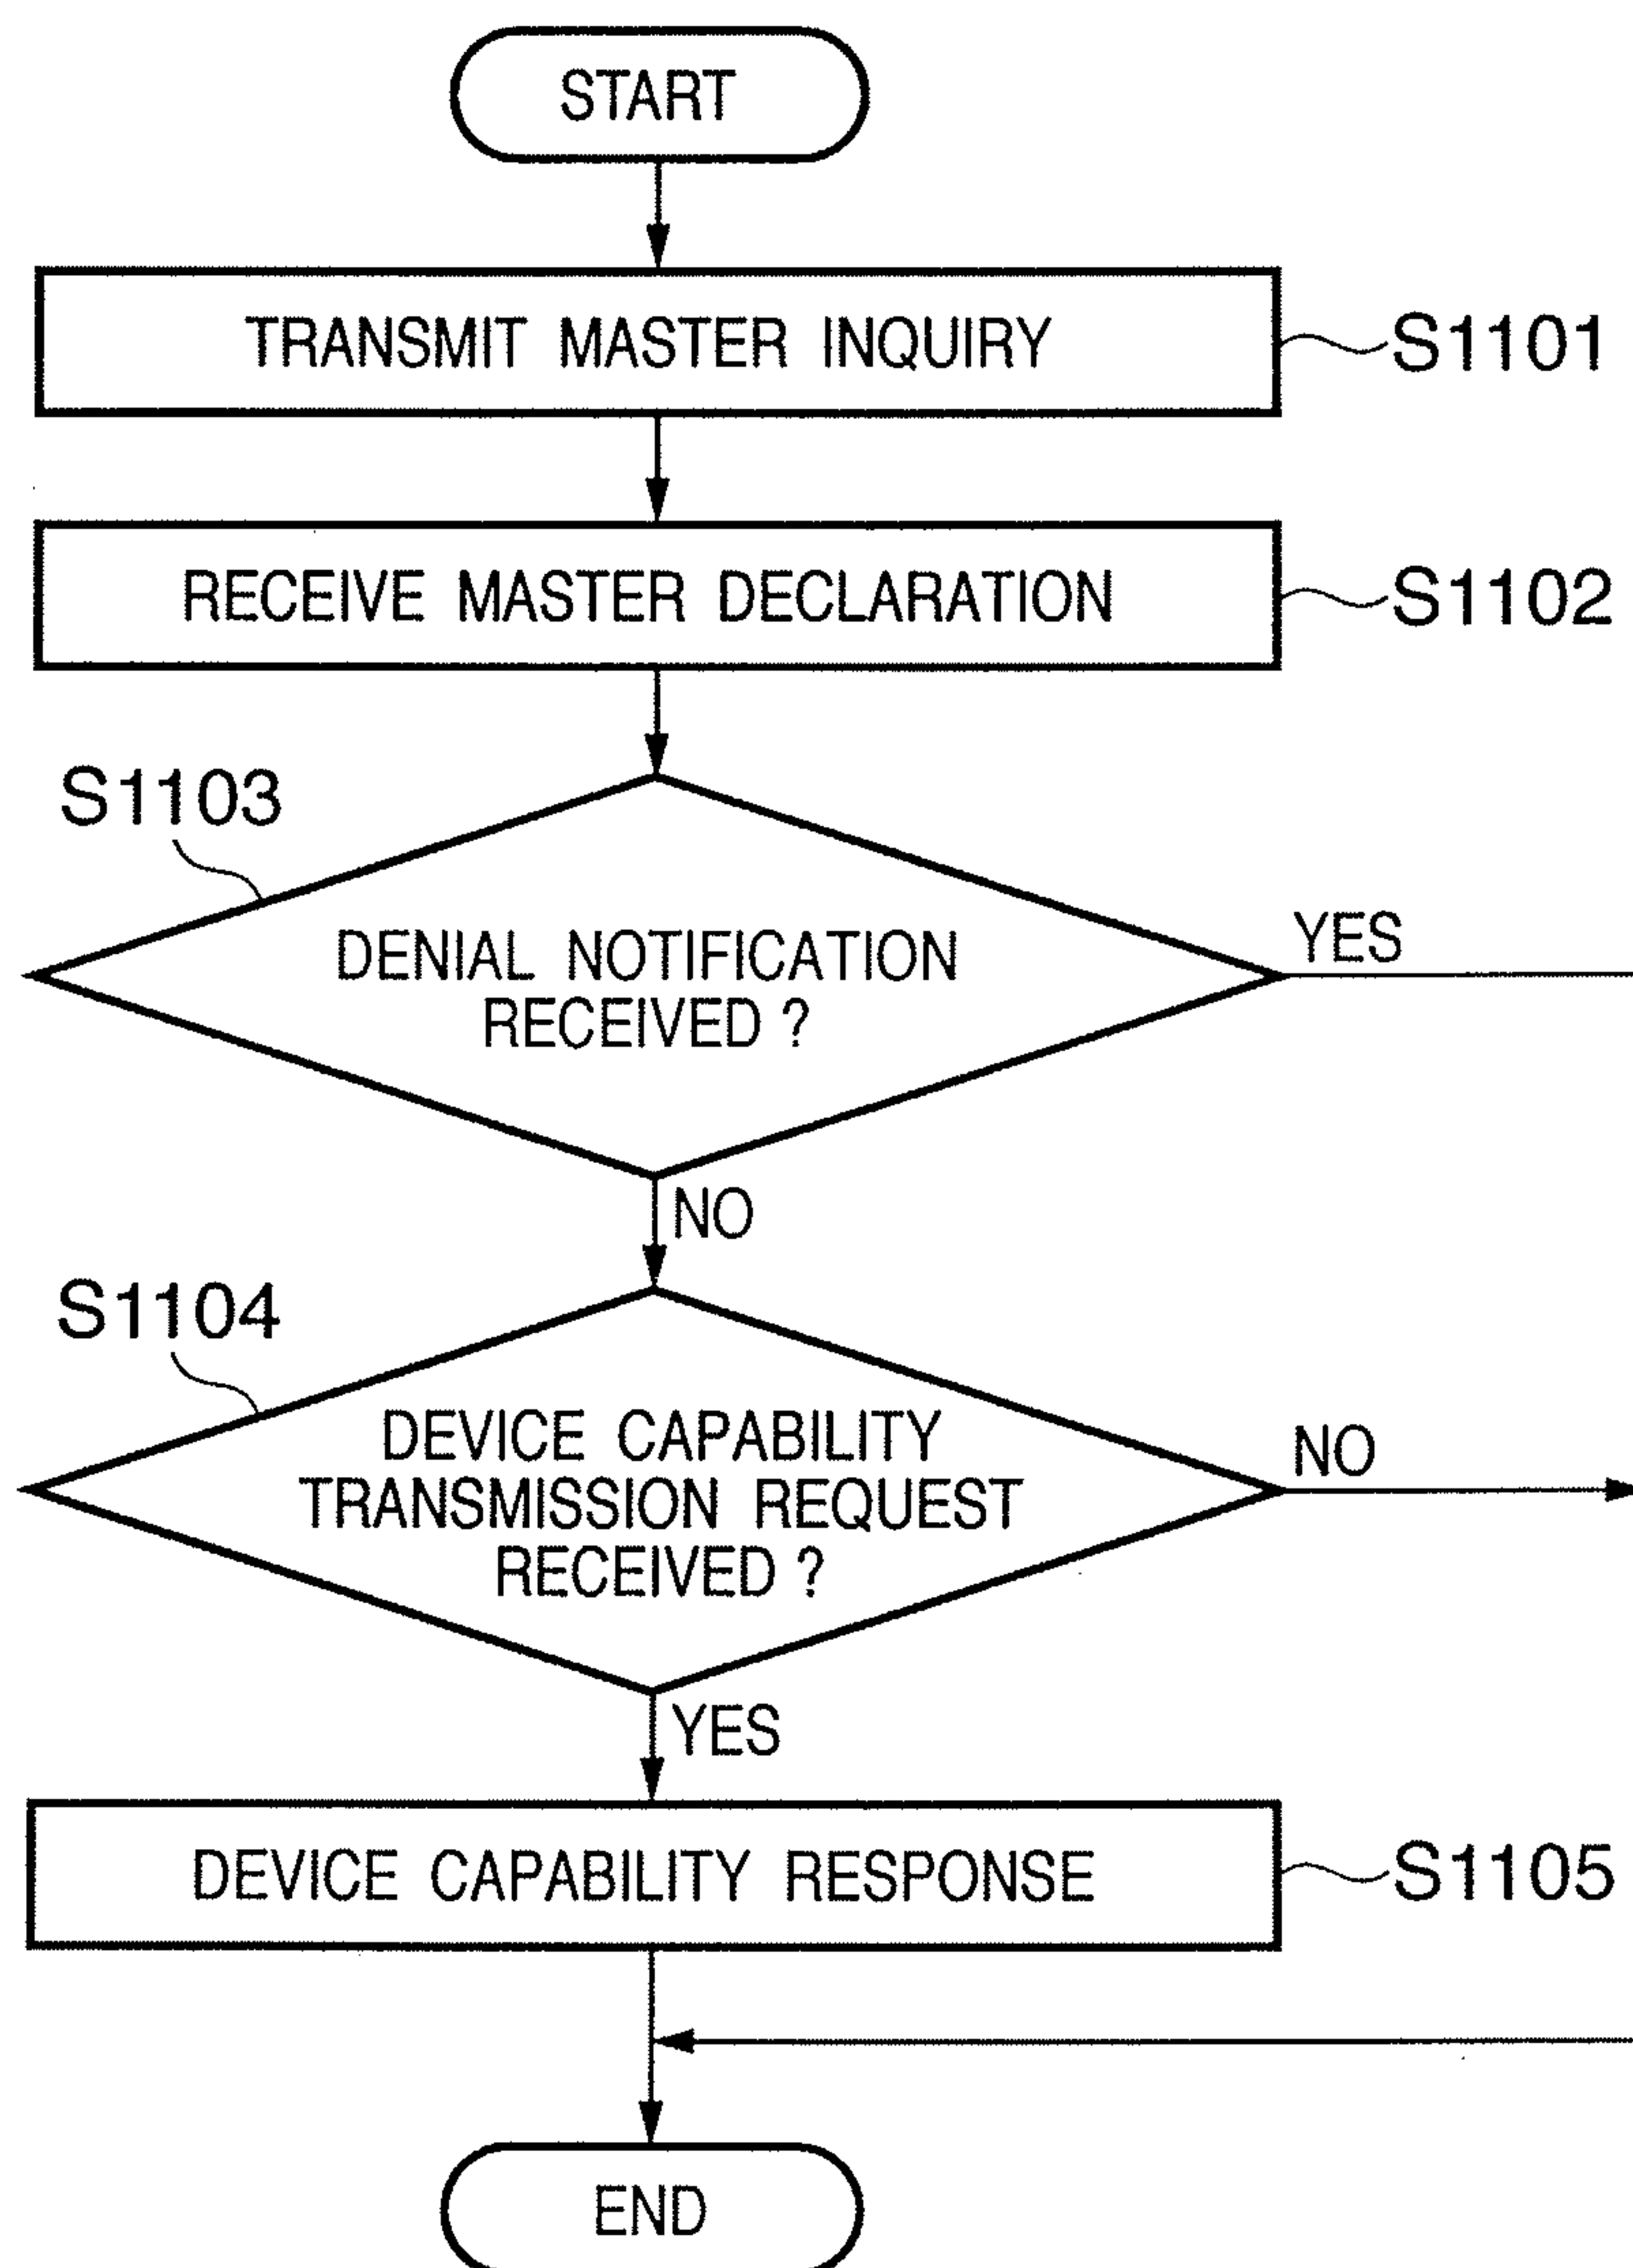 START
TRANSMIT MASTER INQUIRY
S1101
RECEIVE MASTER DECLARATION
S1102
S1103
DENIAL NOTIFICATION
RECEIVED ?
YES
NO
S1104
DEVICE CAPABILITY
TRANSMISSION REQUEST
RECEIVED ?
NO
YES
DEVICE CAPABILITY RESPONSE
S1105
END